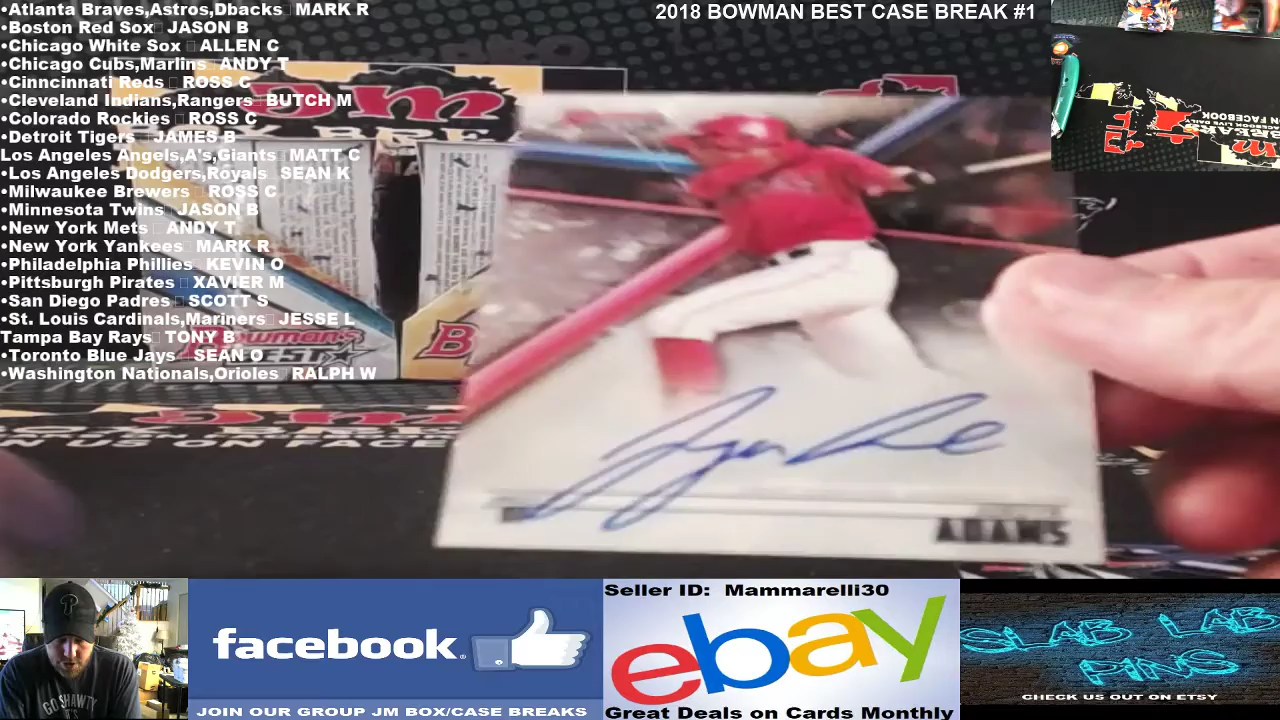 •Atlanta Braves,Astros,Dbacks MARK R
•Boston Red Sox JASON B
•Chicago White Sox ALLEN C
•Chicago Cubs,Marlins ANDY T
•Cinncinnati Reds ROSS C
•Cleveland Indians,Rangers BUTCH M
•Colorado Rockies ROSS C
•Detroit Tigers JAMES B
Los Angeles Angels,A's,Giants MATT C
•Los Angeles Dodgers,Royals SEAN K
•Milwaukee Brewers ROSS C
•Minnesota Twins JASON B
•New York Mets ANDY T
•New York Yankees MARK R
•Philadelphia Phillies KEVIN O
•Pittsburgh Pirates XAVIER M
•San Diego Padres SCOTT S
•St. Louis Cardinals,Mariners JESSE L
Tampa Bay Rays TONY B
•Toronto Blue Jays SEAN O
•Washington Nationals,Orioles RALPH W
2018 BOWMAN BEST CASE BREAK #1
Bowman's
BEST
ADAMS
GO SHAWTY
facebook
JOIN OUR GROUP JM BOX/CASE BREAKS
Seller ID: Mammarelli30
ebay
Great Deals on Cards Monthly
SLAB LAB
PINS
CHECK US OUT ON ETSY